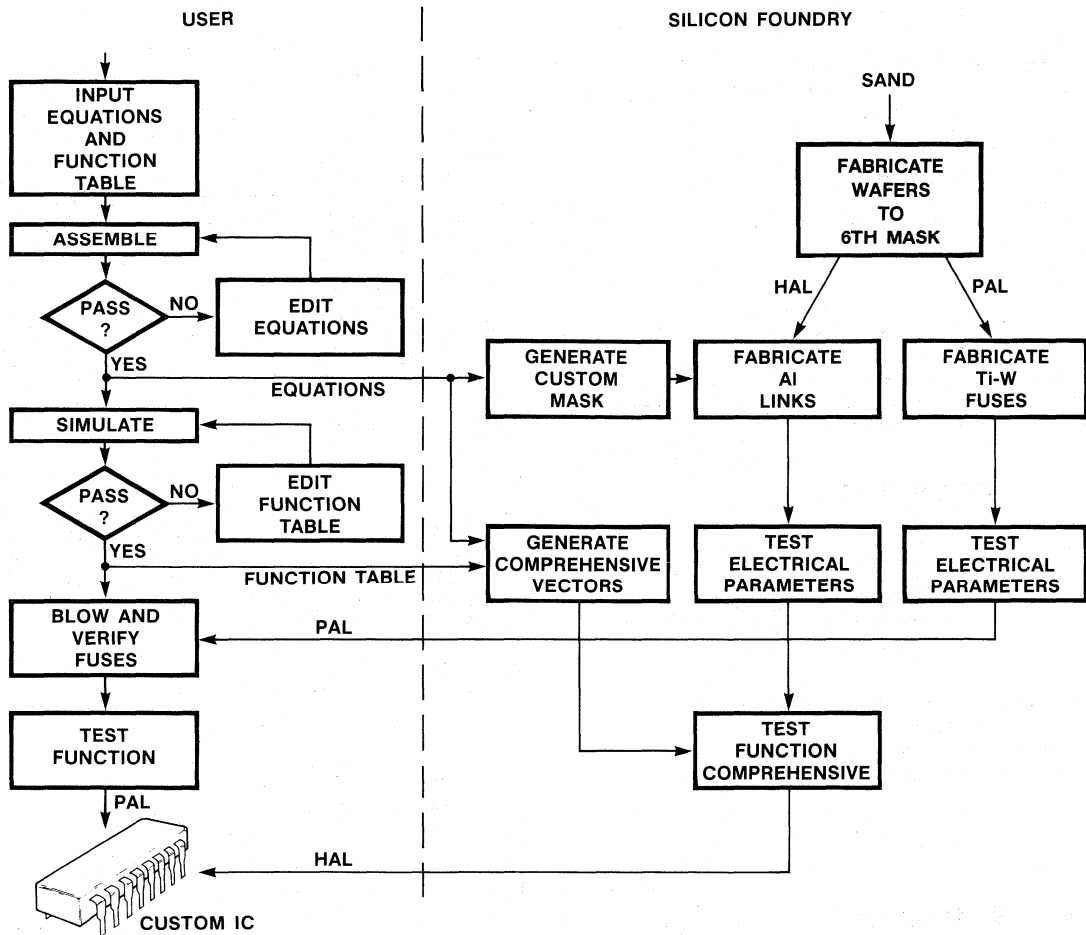 USER
SILICON FOUNDRY
INPUT
EQUATIONS
AND
FUNCTION
TABLE
ASSEMBLE
PASS
?
NO
EDIT
EQUATIONS
YES
EQUATIONS
SIMULATE
PASS
?
NO
EDIT
FUNCTION
TABLE
YES
FUNCTION TABLE
BLOW AND
VERIFY
FUSES
PAL
TEST
FUNCTION
PAL
HAL
CUSTOM IC
SAND
FABRICATE
WAFERS
TO
6TH MASK
HAL
PAL
GENERATE
CUSTOM
MASK
FABRICATE
Al
LINKS
FABRICATE
Ti-W
FUSES
GENERATE
COMPREHENSIVE
VECTORS
TEST
ELECTRICAL
PARAMETERS
TEST
ELECTRICAL
PARAMETERS
TEST
FUNCTION
COMPREHENSIVE